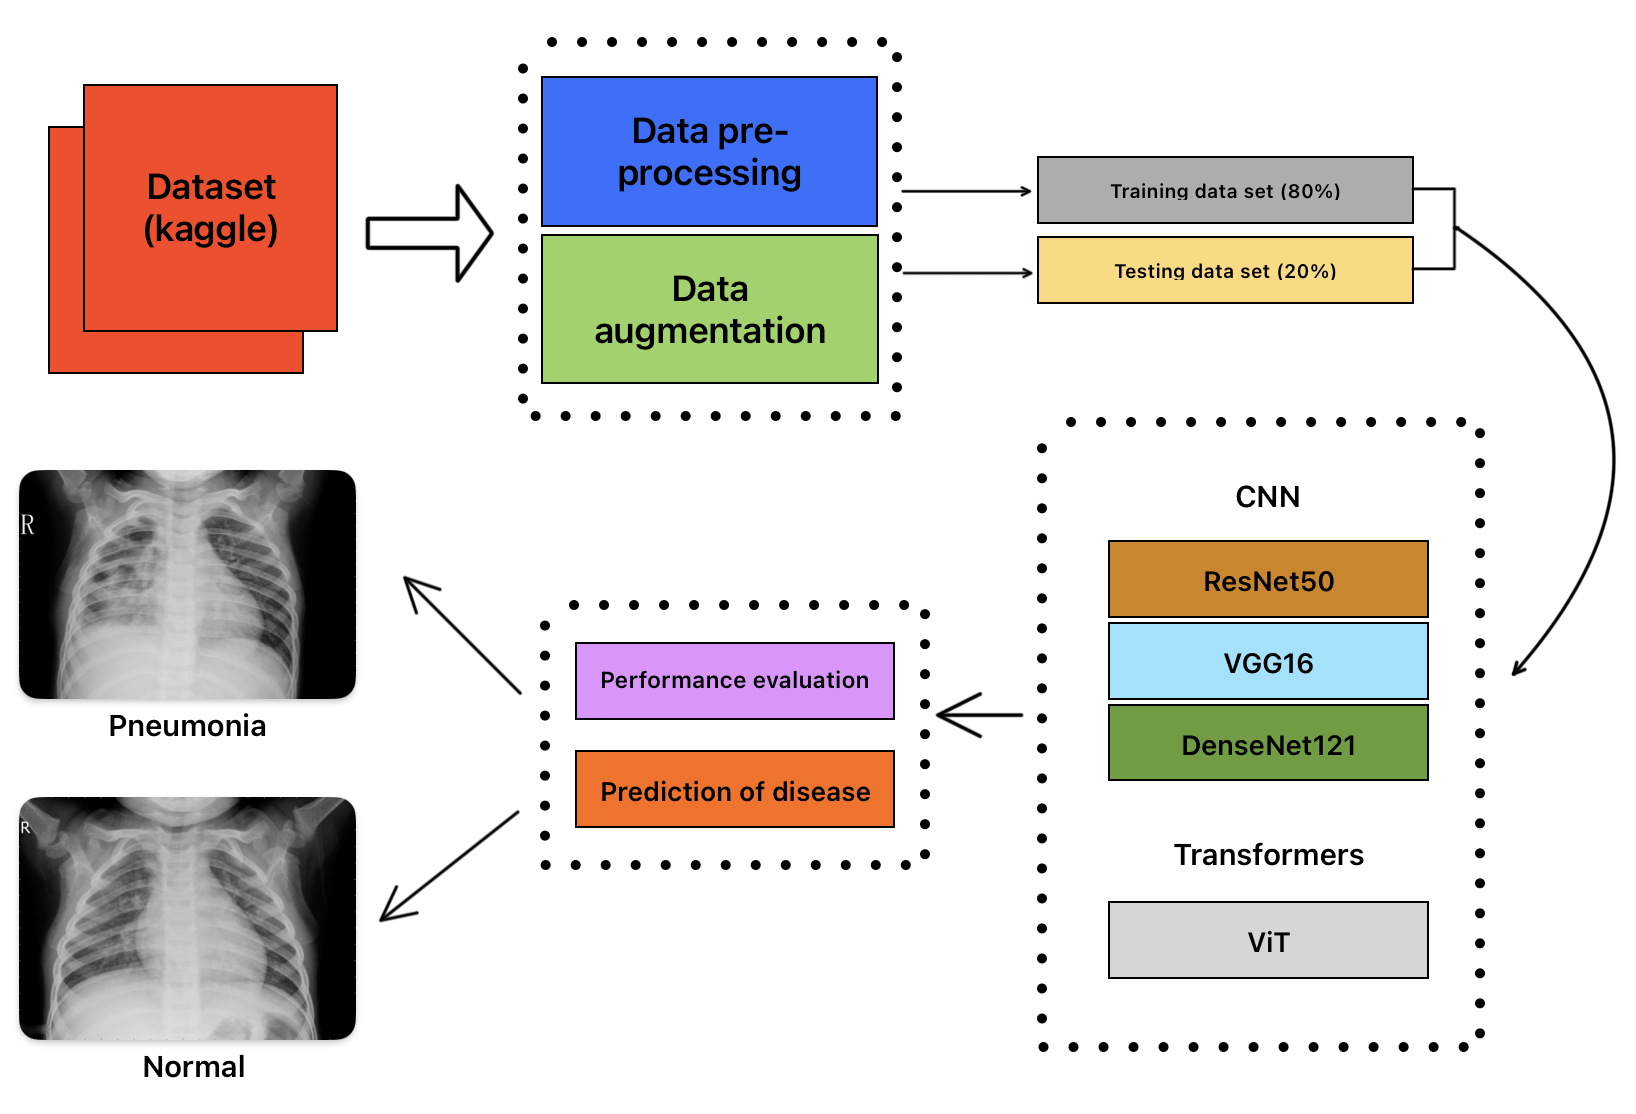 Dataset
(kaggle)
Data pre-
processing
Data
augmentation
Training data set (80%)
Testing data set (20%)
CNN
ResNet50
VGG16
DenseNet121
Transformers
ViT
Performance evaluation
Prediction of disease
R
Pneumonia
R
Normal